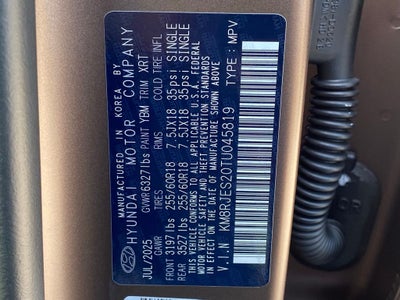 MANUFACTURED IN KOREA BY
HYUNDAI MOTOR COMPANY
JUL/2025 GVWR 6327lbs PAINT YBM TRIM XRT
GAWR TIRES RIMS COLD TIRE INFL
FRONT 3197lbs 255/60R18 7.5JX18 35psi SINGLE
REAR 3527lbs 255/60R18 7.5JX18 35psi SINGLE
THIS VEHICLE CONFORMS TO ALL
APPLICABLE U.S.A FEDERAL
MOTOR VEHICLE SAFETY, BUMPER,
AND THEFT PREVENTION STANDARDS IN
EFFECT ON THE DATE OF MANUFACTURE SHOWN ABOVE
V.I.N KM8RJES20TU045819 TYPE: MPV